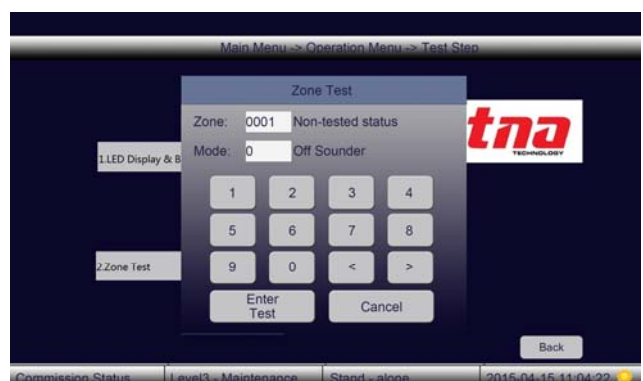 Main Menu -> Operation Menu -> Test Step
Zone Test
Zone: 0001 Non-tested status
Mode: 0 Off Sounder
tna
TECHNOLOGY
1.LED Display & B
1 2 3 4
5 6 7 8
2.Zone Test
9 0 < >
Enter Test
Cancel
Back
Commission Status Level3 - Maintenance Stand - alone 2015-04-15 11:04:22